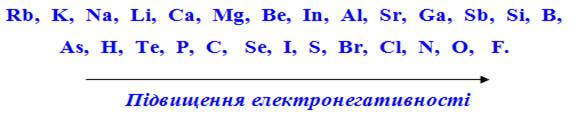 Rb, K, Na, Li, Ca, Mg, Be, In, Al, Sr, Ga, Sb, Si, B,
As, H, Te, P, C, Se, I, S, Br, Cl, N, O, F.
Підвищення електронегативності